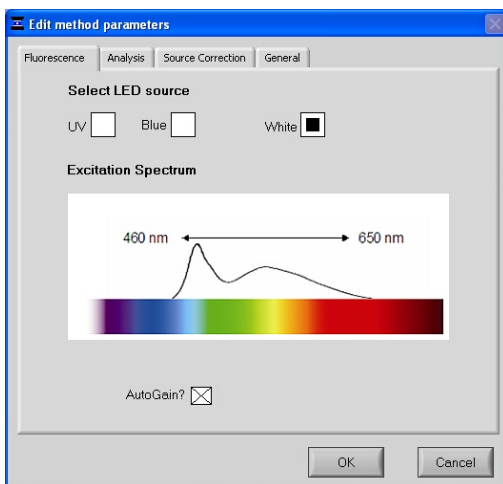 Edit method parameters
Fluorescence Analysis Source Correction General
Select LED source
UV Blue White
Excitation Spectrum
460 nm 650 nm
AutoGain?
OK Cancel